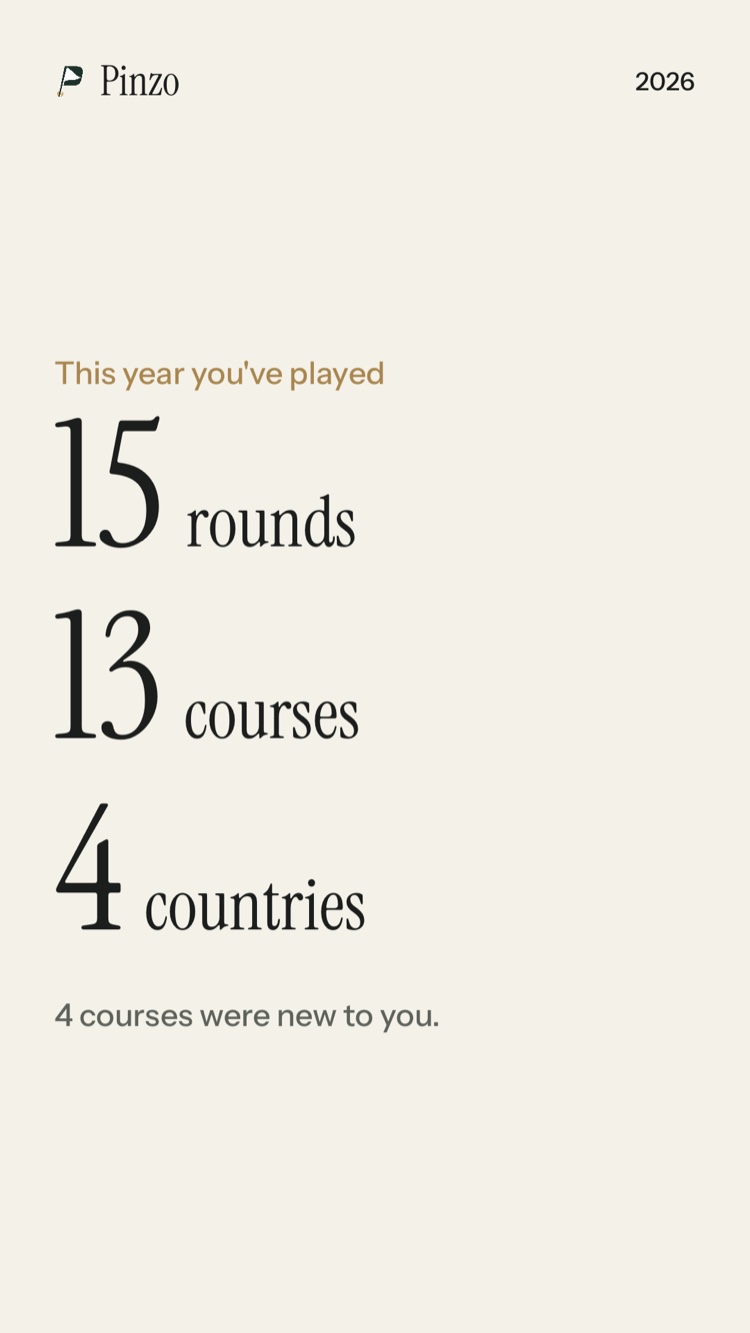 Pinzo
2026
This year you've played
15 rounds
13 courses
4 countries
4 courses were new to you.